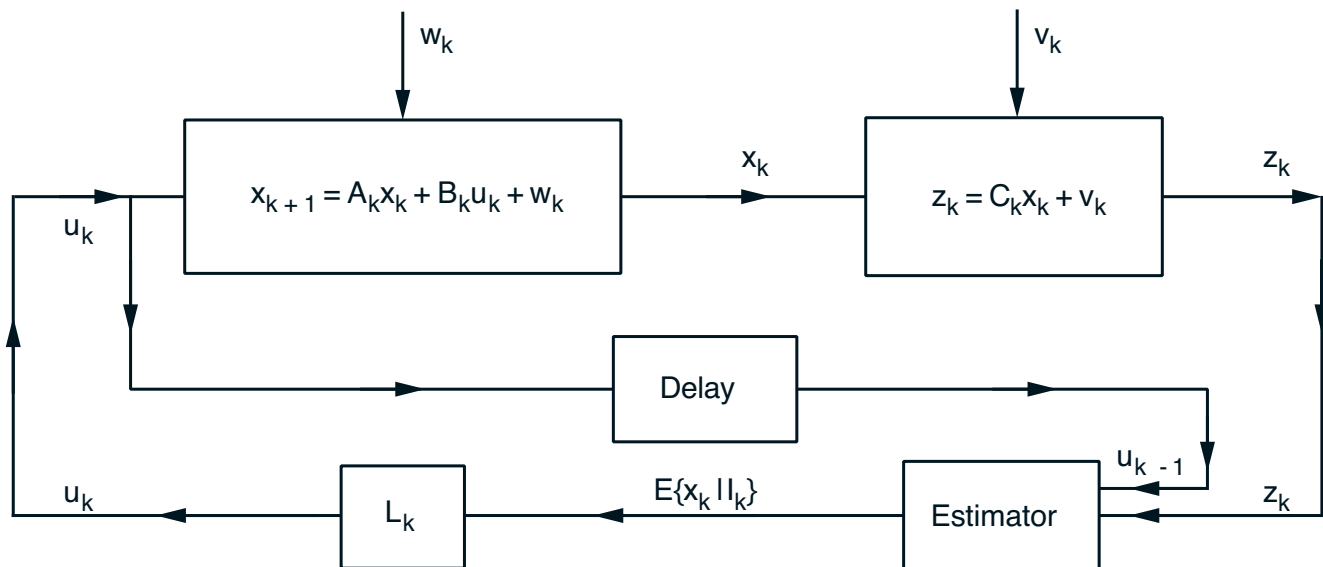 w_k
v_k
x_{k + 1} = A_k x_k + B_k u_k + w_k
x_k
z_k = C_k x_k + v_k
z_k
u_k
Delay
u_{k - 1}
u_k
L_k
E{x_k | I_k}
Estimator
z_k